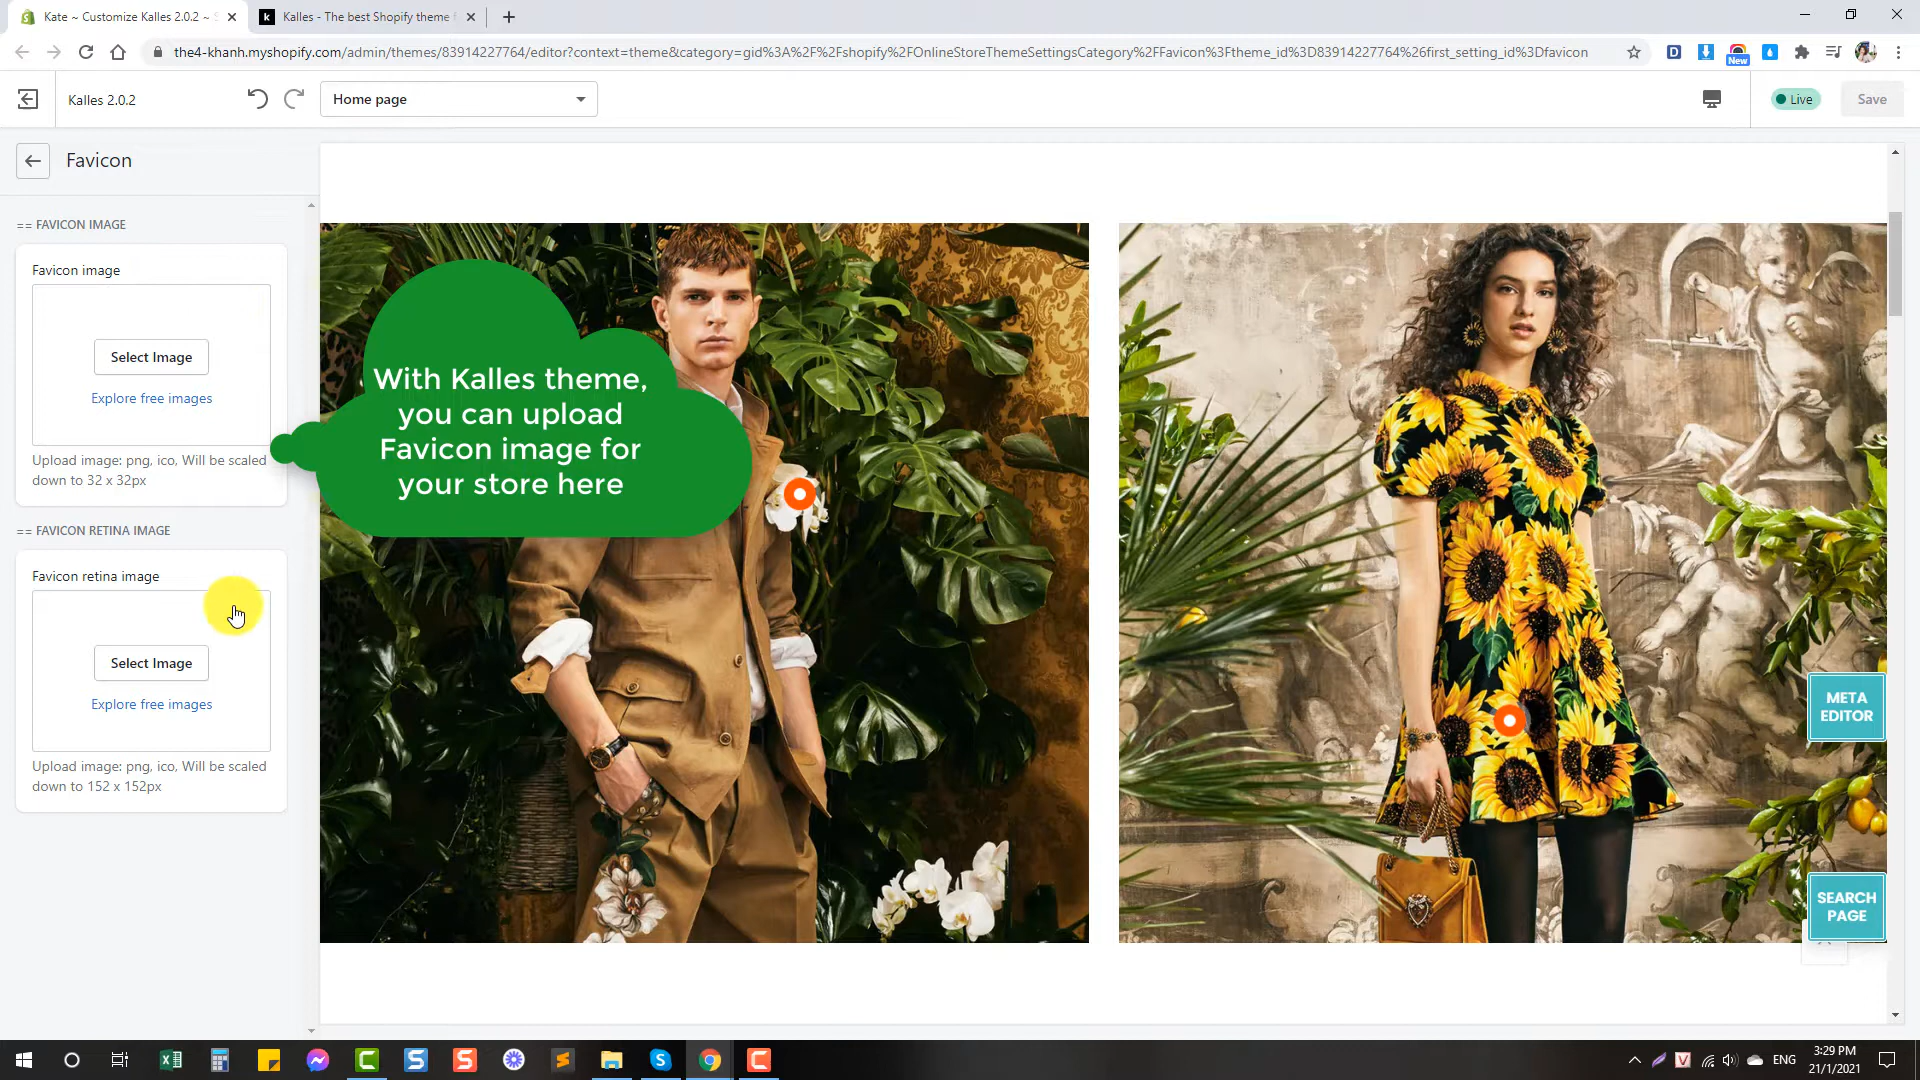 Kate ~ Customize Kalles 2.0.2 ~ S
Kalles - The best Shopify theme f
the4-khanh.myshopify.com/admin/themes/83914227764/editor?context=theme&category=gid%3A%2F%2Fshopify%2FOnlineStoreThemeSettingsCategory%2FFavicon%3Ftheme_id%3D83914227764%26first_setting_id%3Dfavicon
New
Kalles 2.0.2
Home page
Live
Save
Favicon
== FAVICON IMAGE
Favicon image
Select Image
Explore free images
Upload image: png, ico, Will be scaled
down to 32 x 32px
== FAVICON RETINA IMAGE
Favicon retina image
Select Image
Explore free images
Upload image: png, ico, Will be scaled
down to 152 x 152px
With Kalles theme,
you can upload
Favicon image for
your store here
META
EDITOR
SEARCH
PAGE
ENG
3:29 PM
21/1/2021